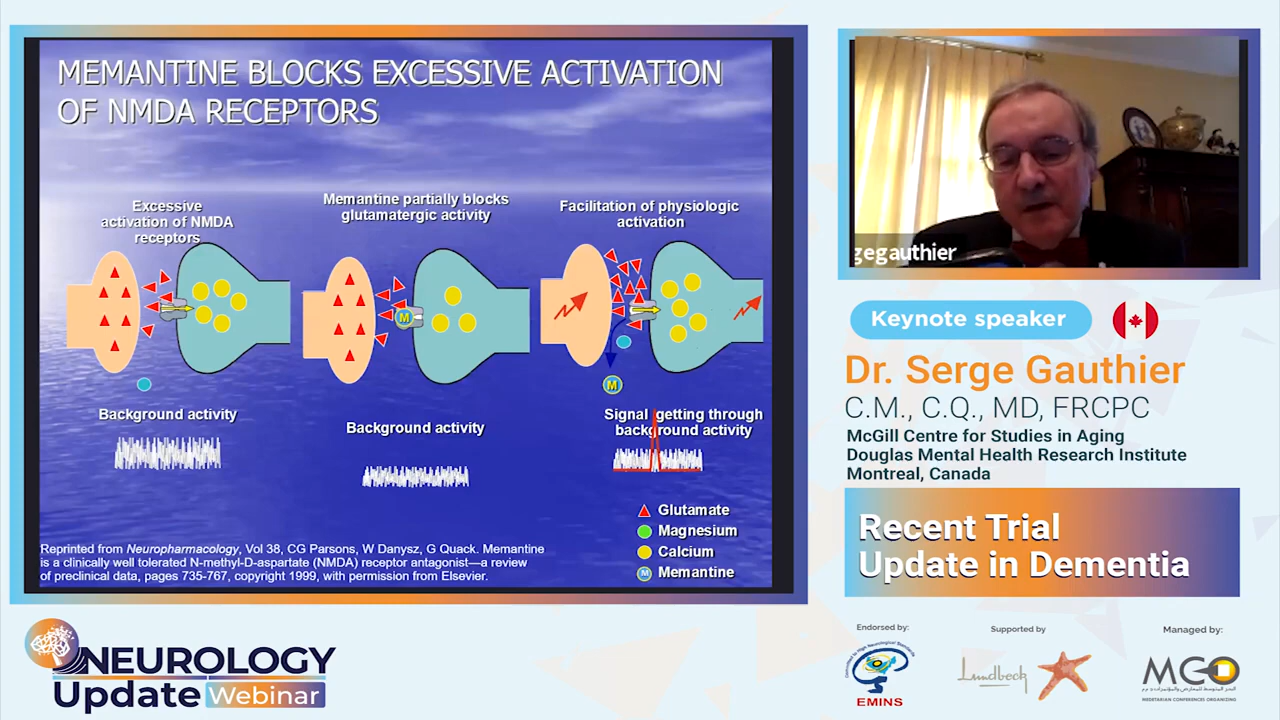 MEMANTINE BLOCKS EXCESSIVE ACTIVATION
OF NMDA RECEPTORS
Excessive
activation of NMDA
receptors
Memantine partially blocks
glutamatergic activity
Facilitation of physiologic
activation
M
M
Background activity
Background activity
Signal getting through
background activity
Glutamate
Magnesium
Calcium
M Memantine
Reprinted from Neuropharmacology, Vol 38, CG Parsons, W Danysz, G Quack. Memantine
is a clinically well tolerated N-methyl-D-aspartate (NMDA) receptor antagonist—a review
of preclinical data, pages 735-767, copyright 1999, with permission from Elsevier.
gegauthier
Keynote speaker
Dr. Serge Gauthier
C.M., C.Q., MD, FRCPC
McGill Centre for Studies in Aging
Douglas Mental Health Research Institute
Montreal, Canada
Recent Trial
Update in Dementia
NEUROLOGY
Update Webinar
Endorsed by:
EMINS
Supported by
Lundbeck
Managed by:
MCO
MEDITARIAN CONFERENCES ORGANIZING